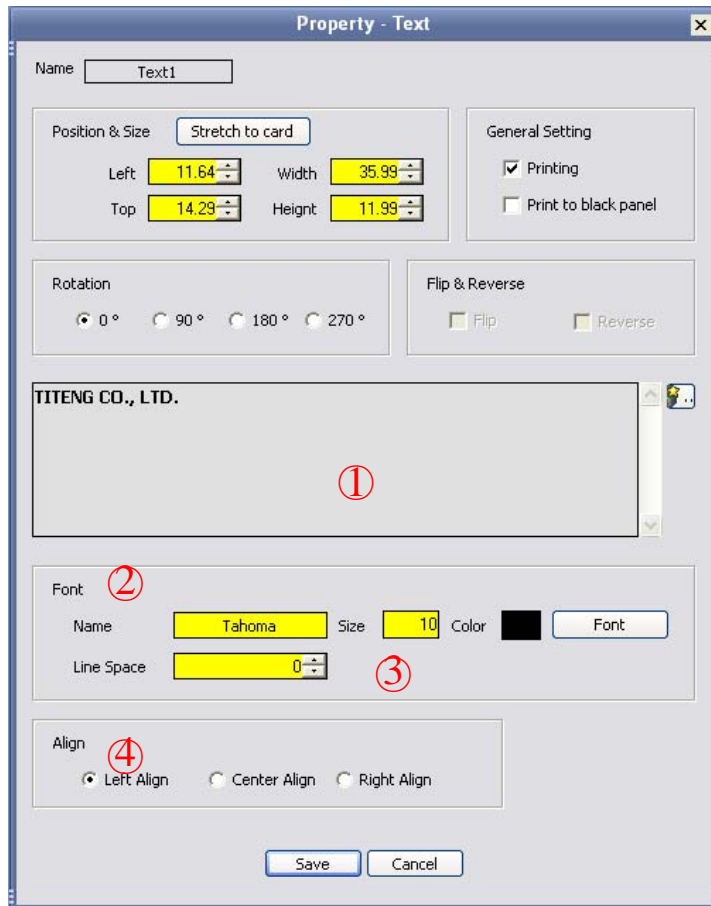 Property - Text
Name Text1
Position & Size Stretch to card
General Setting
Left 11.64 Width 35.99
Printing
Top 14.29 Heignt 11.99
Print to black panel
Rotation
Flip & Reverse
0 ° 90 ° 180 ° 270 °
Flip Reverse
TITENG CO., LTD.
..
①
②
Font
Name Tahoma Size 10 Color Font
Line Space 0
③
Align
④
Left Align Center Align Right Align
Save Cancel